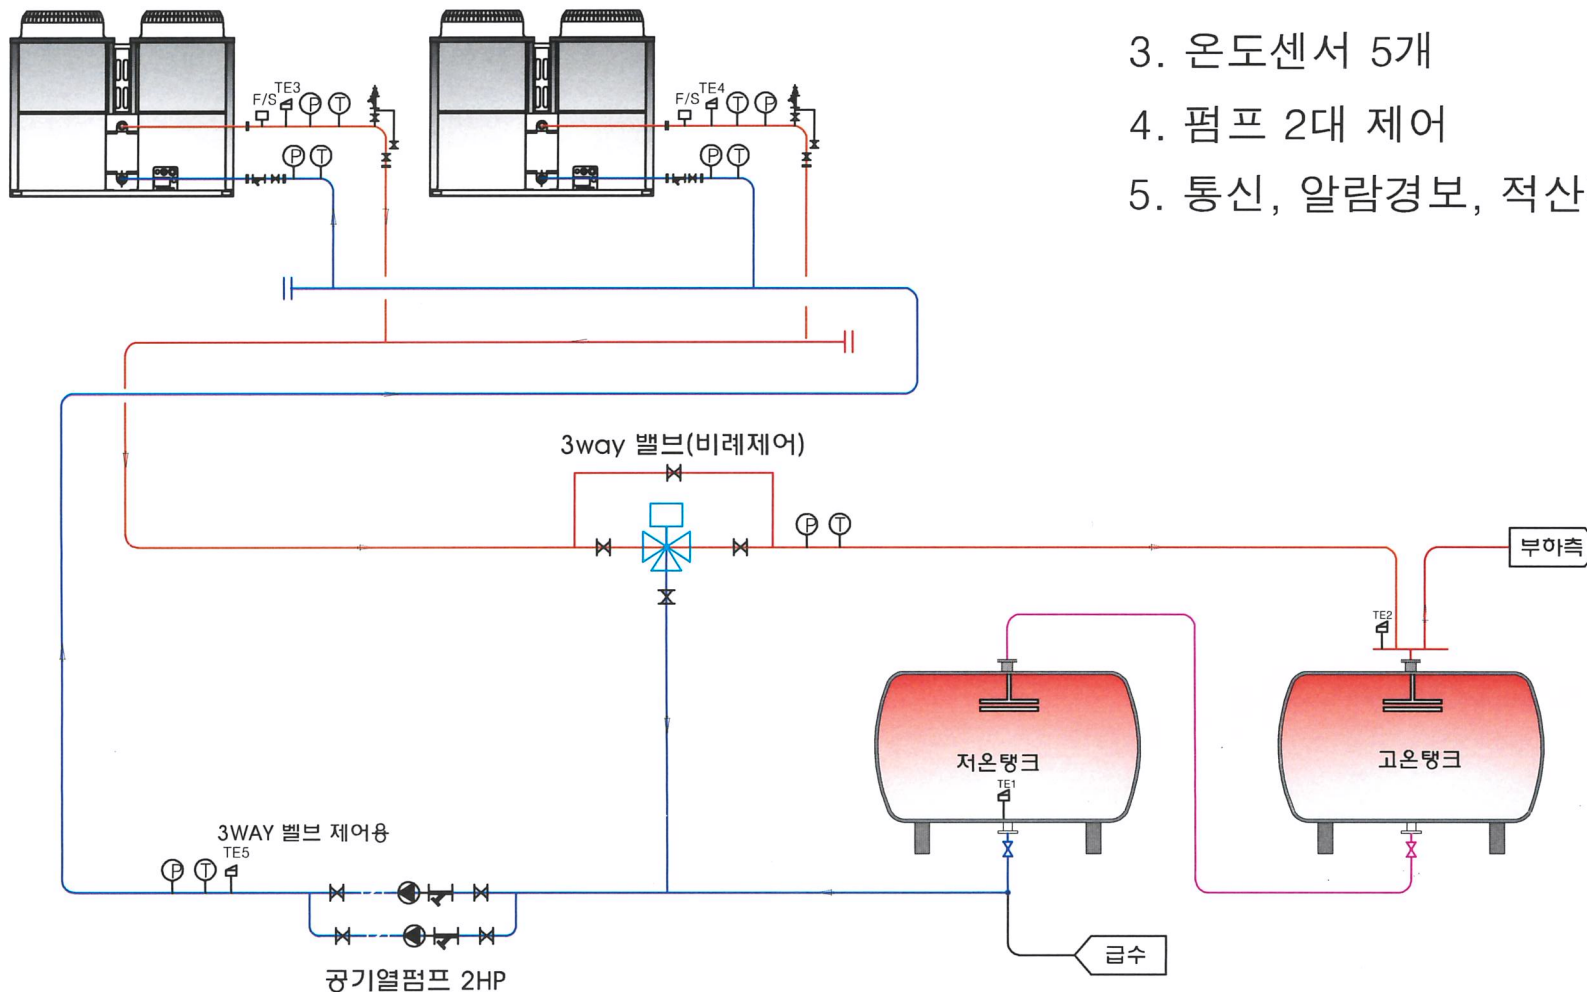 3. 온도센서 5개
4. 펌프 2대 제어
5. 통신, 알람경보, 적산
F/S TE3 P T
F/S TE4 T P
P T
P T
3way 밸브(비례제어)
P T
부하측
TE2
저온탱크
고온탱크
TE1
3WAY 벨브 제어용
P T TE5
급수
공기열펌프 2HP